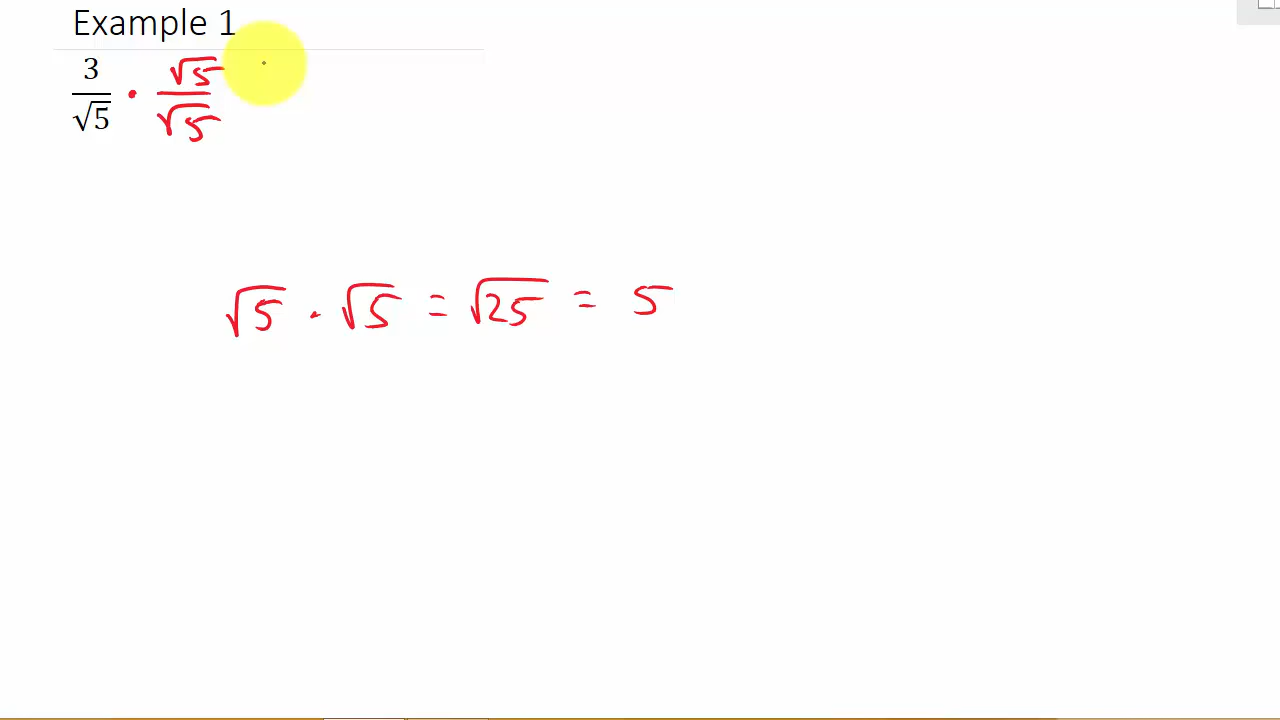 Example 1
3/√5 · √5/√5
√5 · √5 = √25 = 5